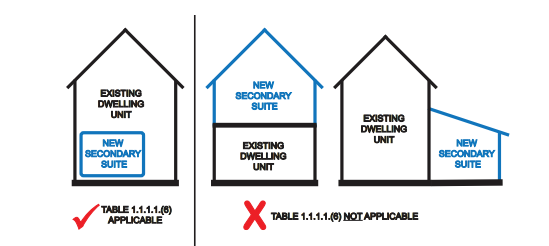 EXISTING
DWELLING
UNIT
NEW
SECONDARY
SUITE
TABLE 1.1.1.1.(6)
APPLICABLE
NEW
SECONDARY
SUITE
EXISTING
DWELLING
UNIT
EXISTING
DWELLING
UNIT
NEW
SECONDARY
SUITE
TABLE 1.1.1.1.(6) NOT APPLICABLE